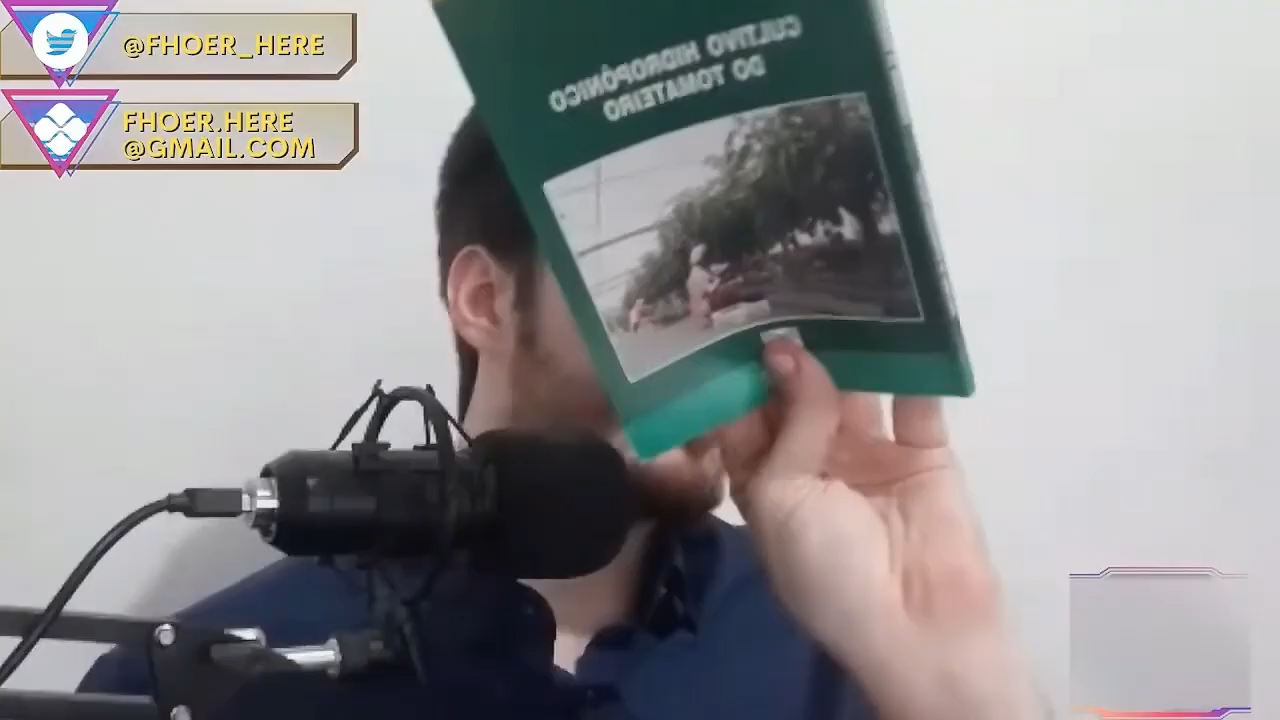 @FHOER_HERE
FHOER.HERE
@GMAIL.COM
CULTIVO HIDROPÔNICO
DO TOMATEIRO